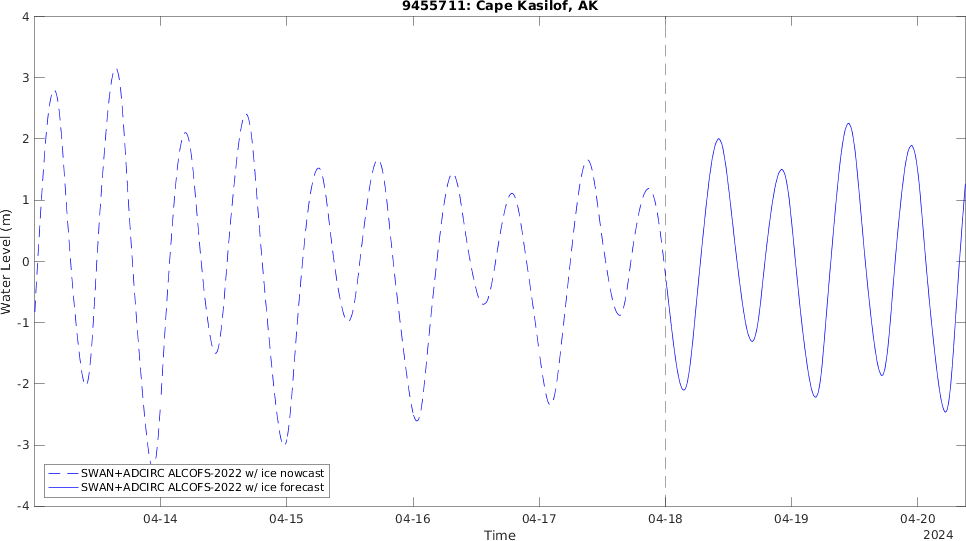 9455711: Cape Kasilof, AK
Water Level (m)
4
3
2
1
0
-1
-2
-3
-4
SWAN+ADCIRC ALCOFS-2022 w/ ice nowcast
SWAN+ADCIRC ALCOFS-2022 w/ ice forecast
04-14 04-15 04-16 04-17 04-18 04-19 04-20
Time
2024